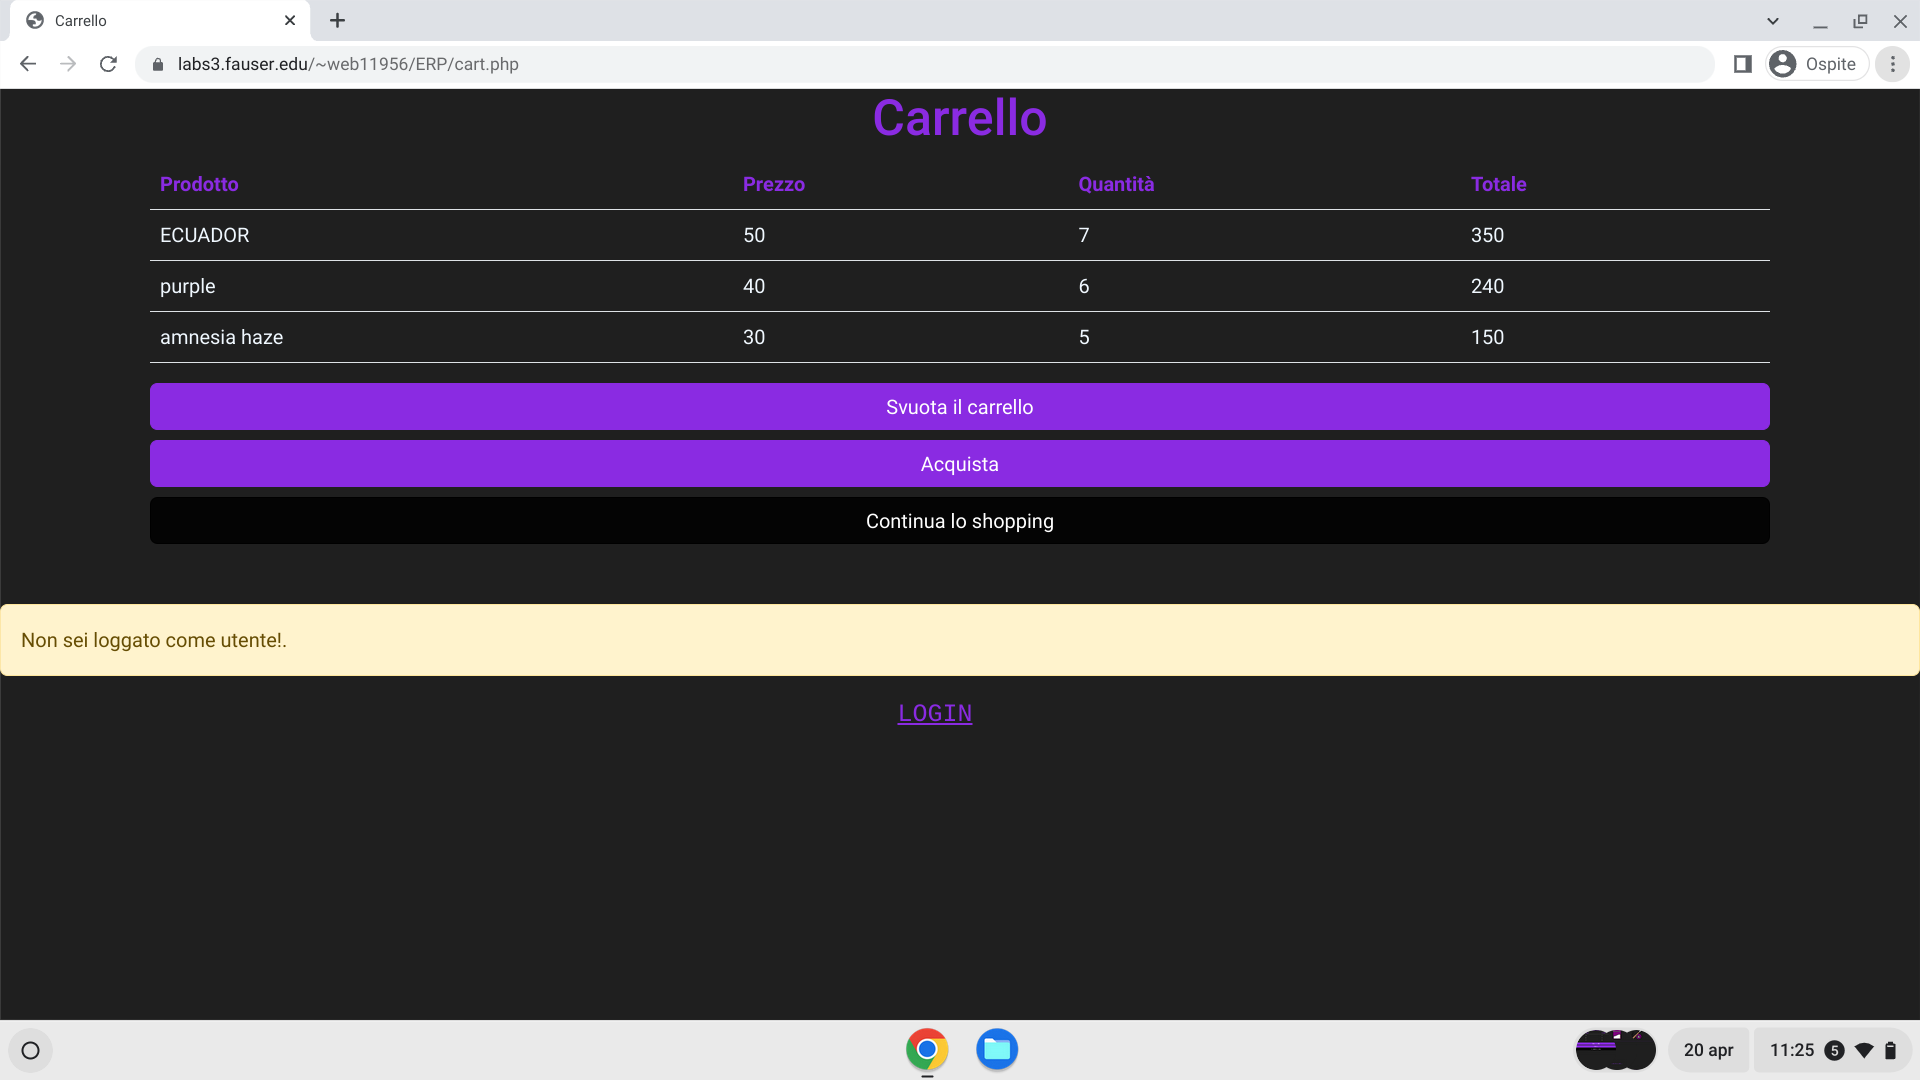 Carrello
labs3.fauser.edu/~web11956/ERP/cart.php
Ospite
Carrello
Prodotto Prezzo Quantità Totale
ECUADOR 50 7 350
purple 40 6 240
amnesia haze 30 5 150
Svuota il carrello
Acquista
Continua lo shopping
Non sei loggato come utente!.
LOGIN
20 apr 11:25 5